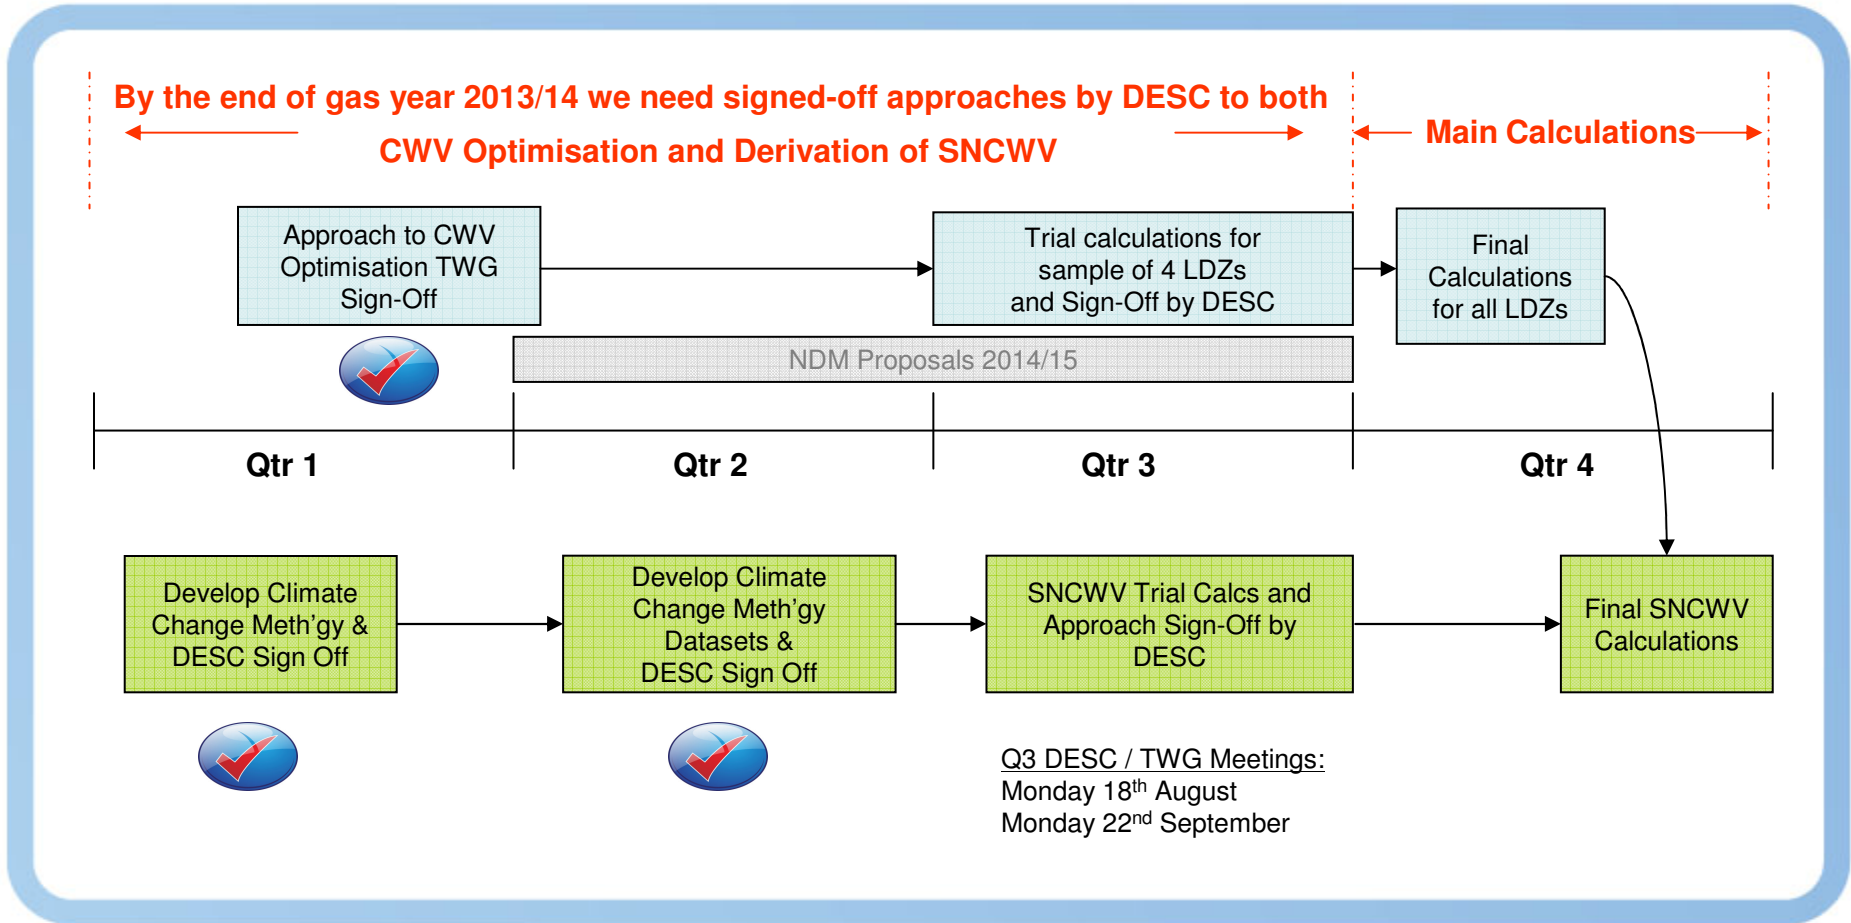 By the end of gas year 2013/14 we need signed-off approaches by DESC to both
CWV Optimisation and Derivation of SNCWV
Main Calculations
Approach to CWV
Optimisation TWG
Sign-Off
Trial calculations for
sample of 4 LDZs
and Sign-Off by DESC
Final
Calculations
for all LDZs
NDM Proposals 2014/15
Qtr 1
Qtr 2
Qtr 3
Qtr 4
Develop Climate
Change Meth'gy &
DESC Sign Off
Develop Climate
Change Meth'gy
Datasets &
DESC Sign Off
SNCWV Trial Calcs and
Approach Sign-Off by
DESC
Final SNCWV
Calculations
Q3 DESC / TWG Meetings:
Monday 18th August
Monday 22nd September